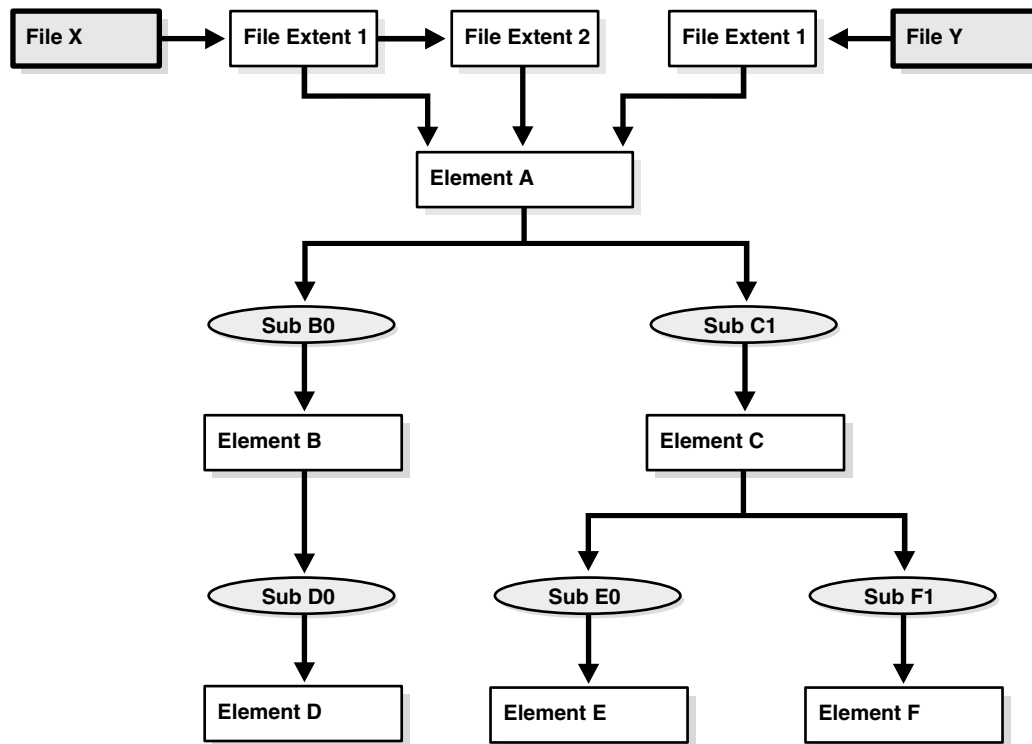 File X
File Extent 1
File Extent 2
File Extent 1
File Y
Element A
Sub B0
Sub C1
Element B
Element C
Sub D0
Sub E0
Sub F1
Element D
Element E
Element F